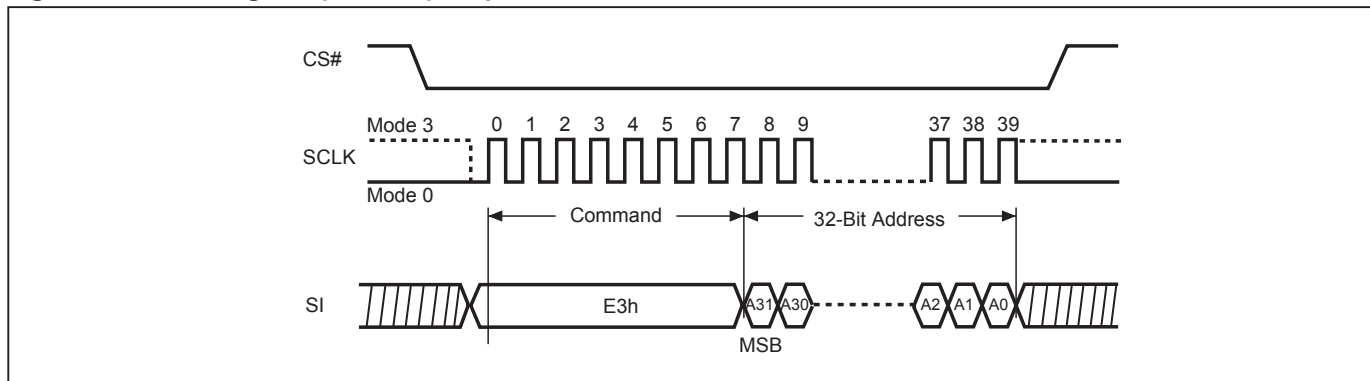 CS#
Mode 3 0 1 2 3 4 5 6 7 8 9 37 38 39
SCLK
Mode 0
Command 32-Bit Address
SI E3h A31 A30 A2 A1 A0
MSB